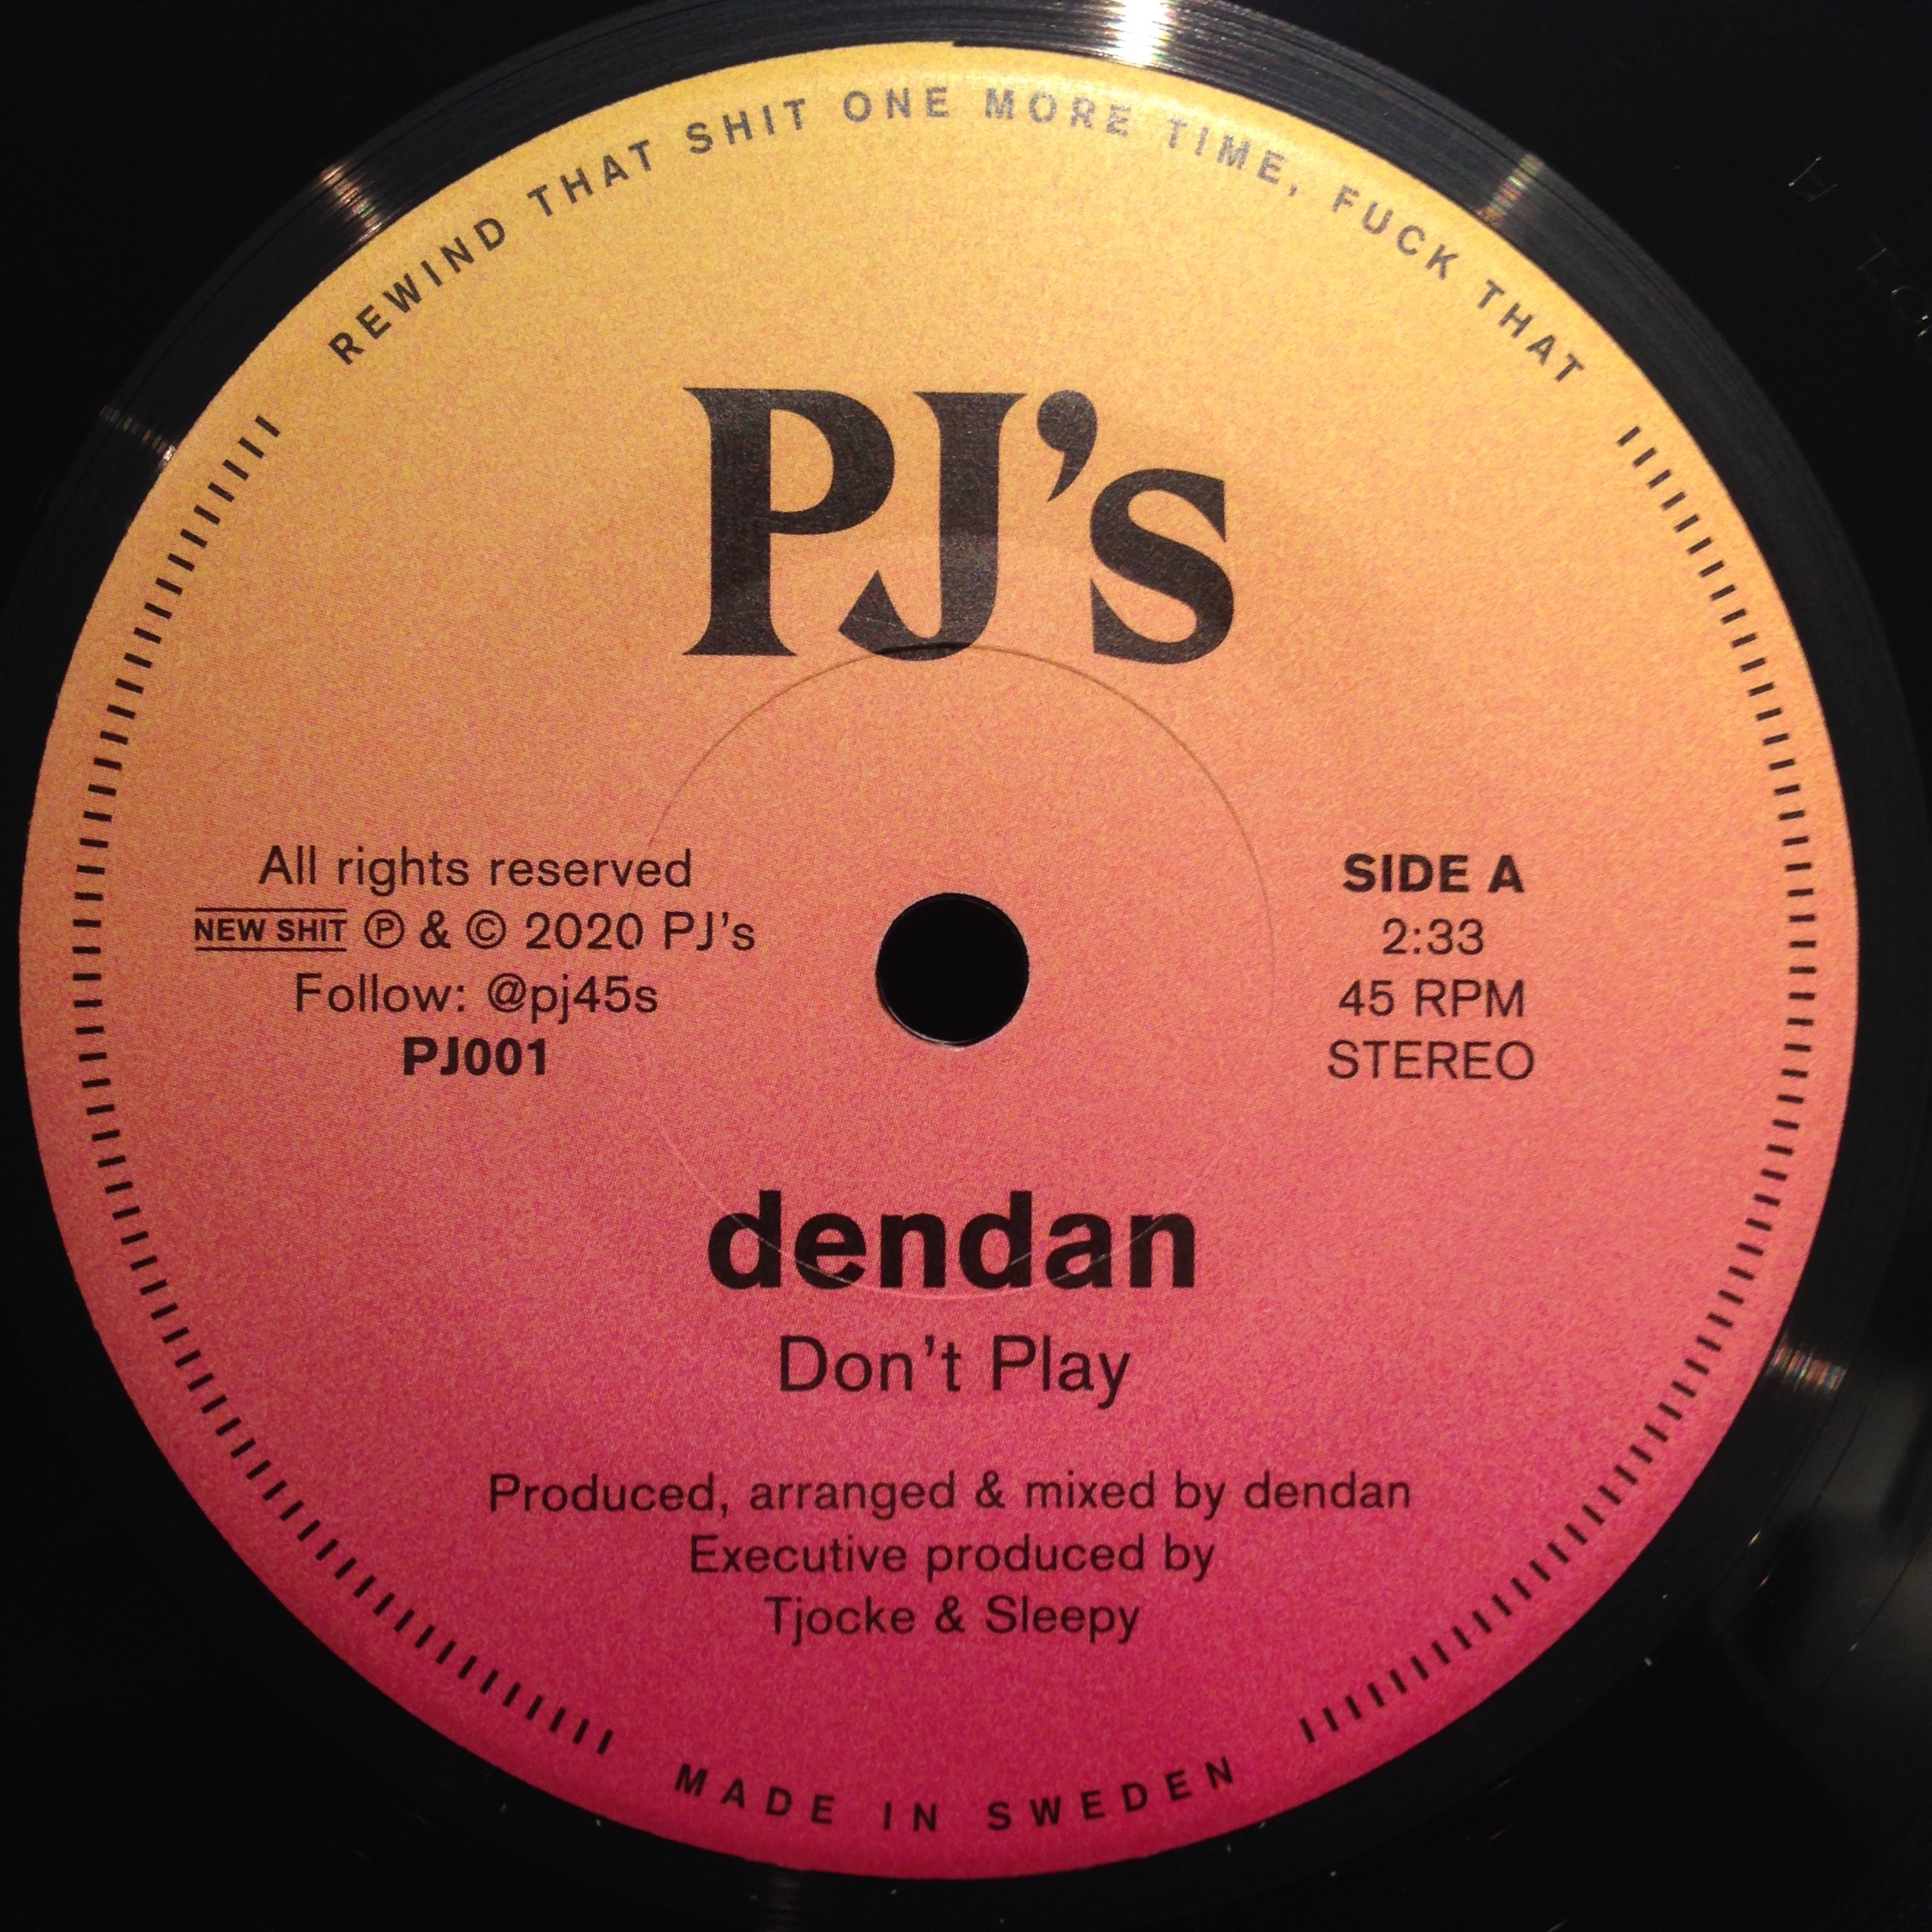 REWIND THAT SHIT ONE MORE TIME, FUCK THAT
PJ's
All rights reserved
NEW SHIT ℗ & © 2020 PJ's
Follow: @pj45s
PJ001
SIDE A
2:33
45 RPM
STEREO
dendan
Don't Play
Produced, arranged & mixed by dendan
Executive produced by
Tjocke & Sleepy
MADE IN SWEDEN